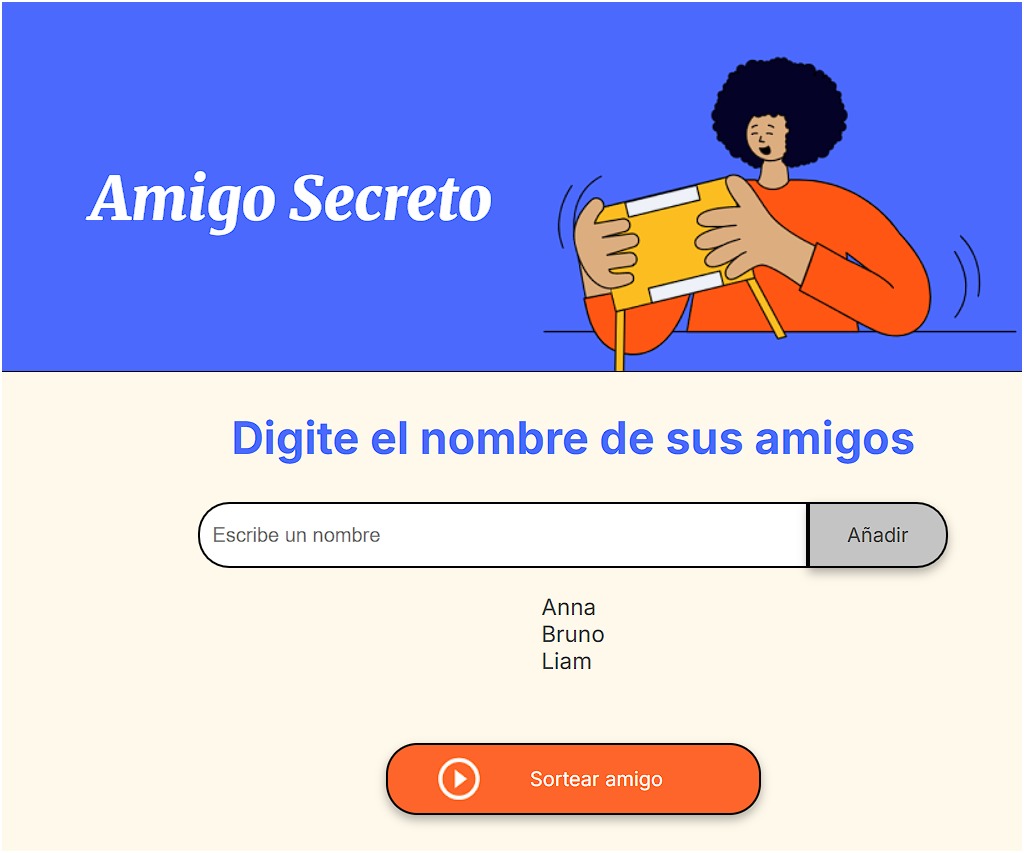 Amigo Secreto
Digite el nombre de sus amigos
Escribe un nombre
Añadir
Anna
Bruno
Liam
Sortear amigo